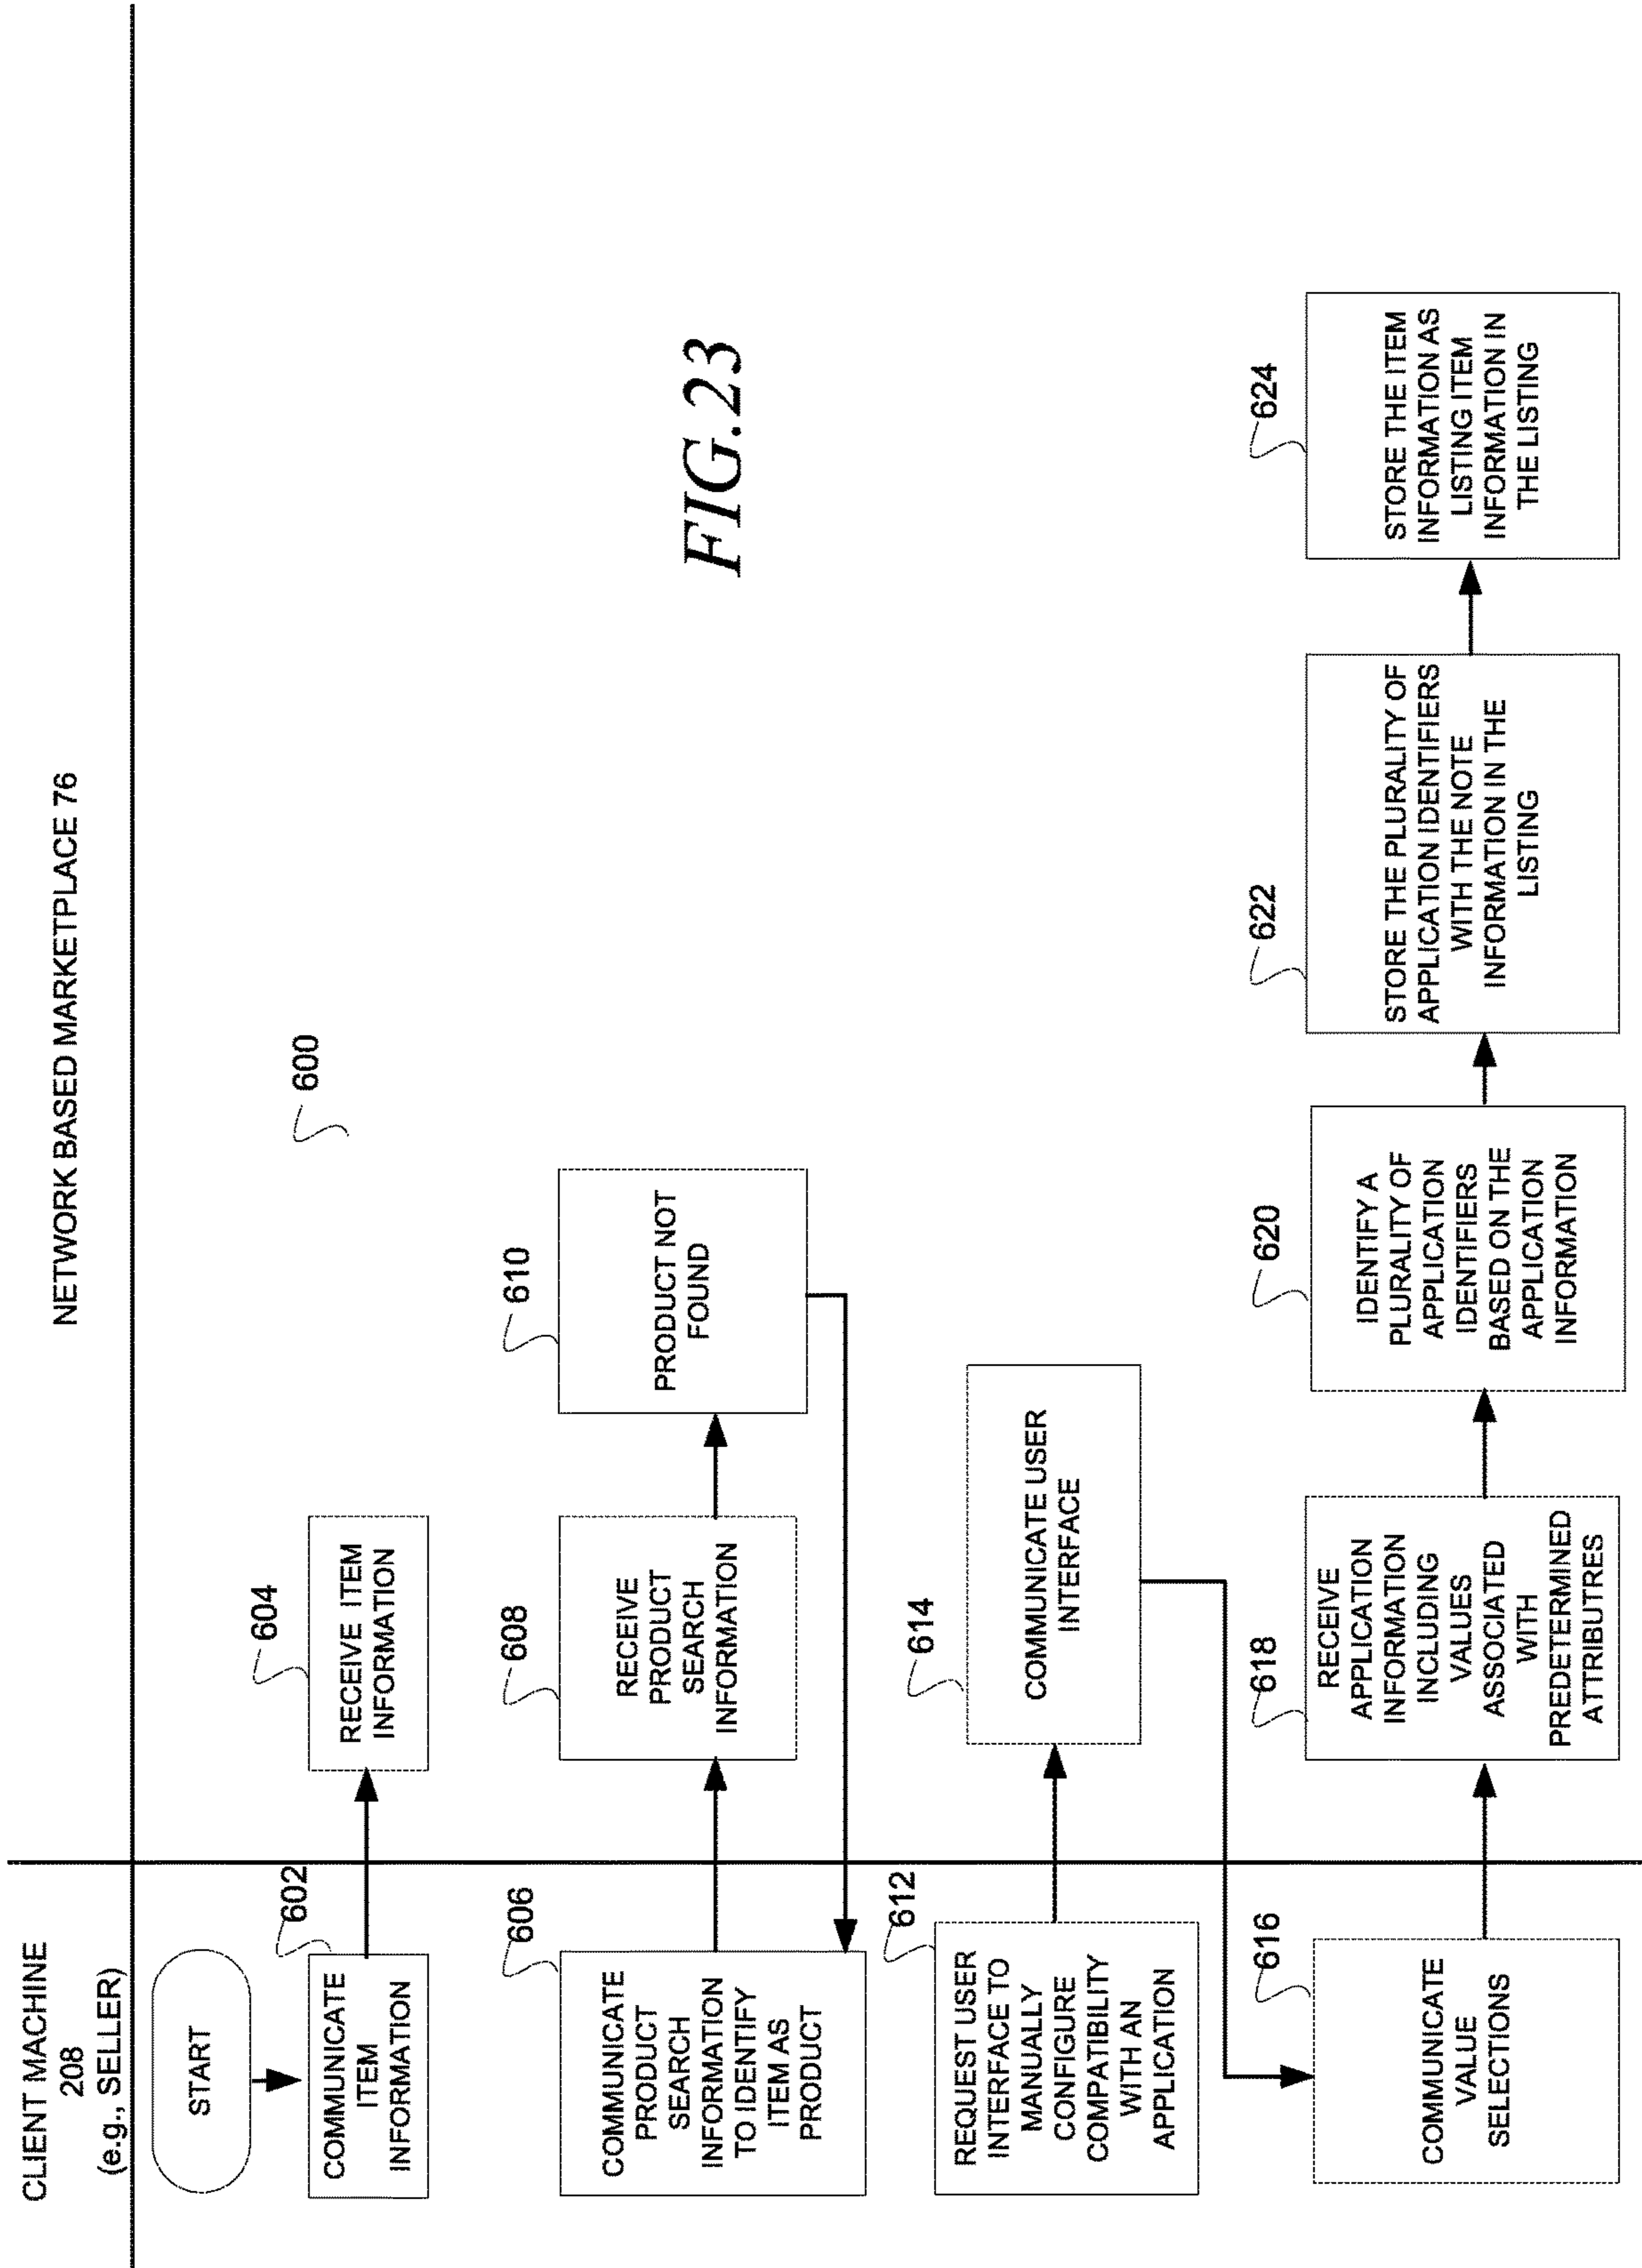 NETWORK BASED MARKETPLACE 76
CLIENT MACHINE
208
(e.g., SELLER)
START
600
602
COMMUNICATE
ITEM
INFORMATION
604
RECEIVE ITEM
INFORMATION
606
COMMUNICATE
PRODUCT
SEARCH
INFORMATION
TO IDENTIFY
ITEM AS
PRODUCT
608
RECEIVE
PRODUCT
SEARCH
INFORMATION
610
PRODUCT NOT
FOUND
FIG.23
612
REQUEST USER
INTERFACE TO
MANUALLY
CONFIGURE
COMPATIBILITY
WITH AN
APPLICATION
614
COMMUNICATE USER
INTERFACE
616
COMMUNICATE
VALUE
SELECTIONS
618
RECEIVE
APPLICATION
INFORMATION
INCLUDING
VALUES
ASSOCIATED
WITH
PREDETERMINED
ATTRIBUTRES
620
IDENTIFY A
PLURALITY OF
APPLICATION
IDENTIFIERS
BASED ON THE
APPLICATION
INFORMATION
622
STORE THE PLURALITY OF
APPLICATION IDENTIFIERS
WITH THE NOTE
INFORMATION IN THE
LISTING
624
STORE THE ITEM
INFORMATION AS
LISTING ITEM
INFORMATION IN
THE LISTING